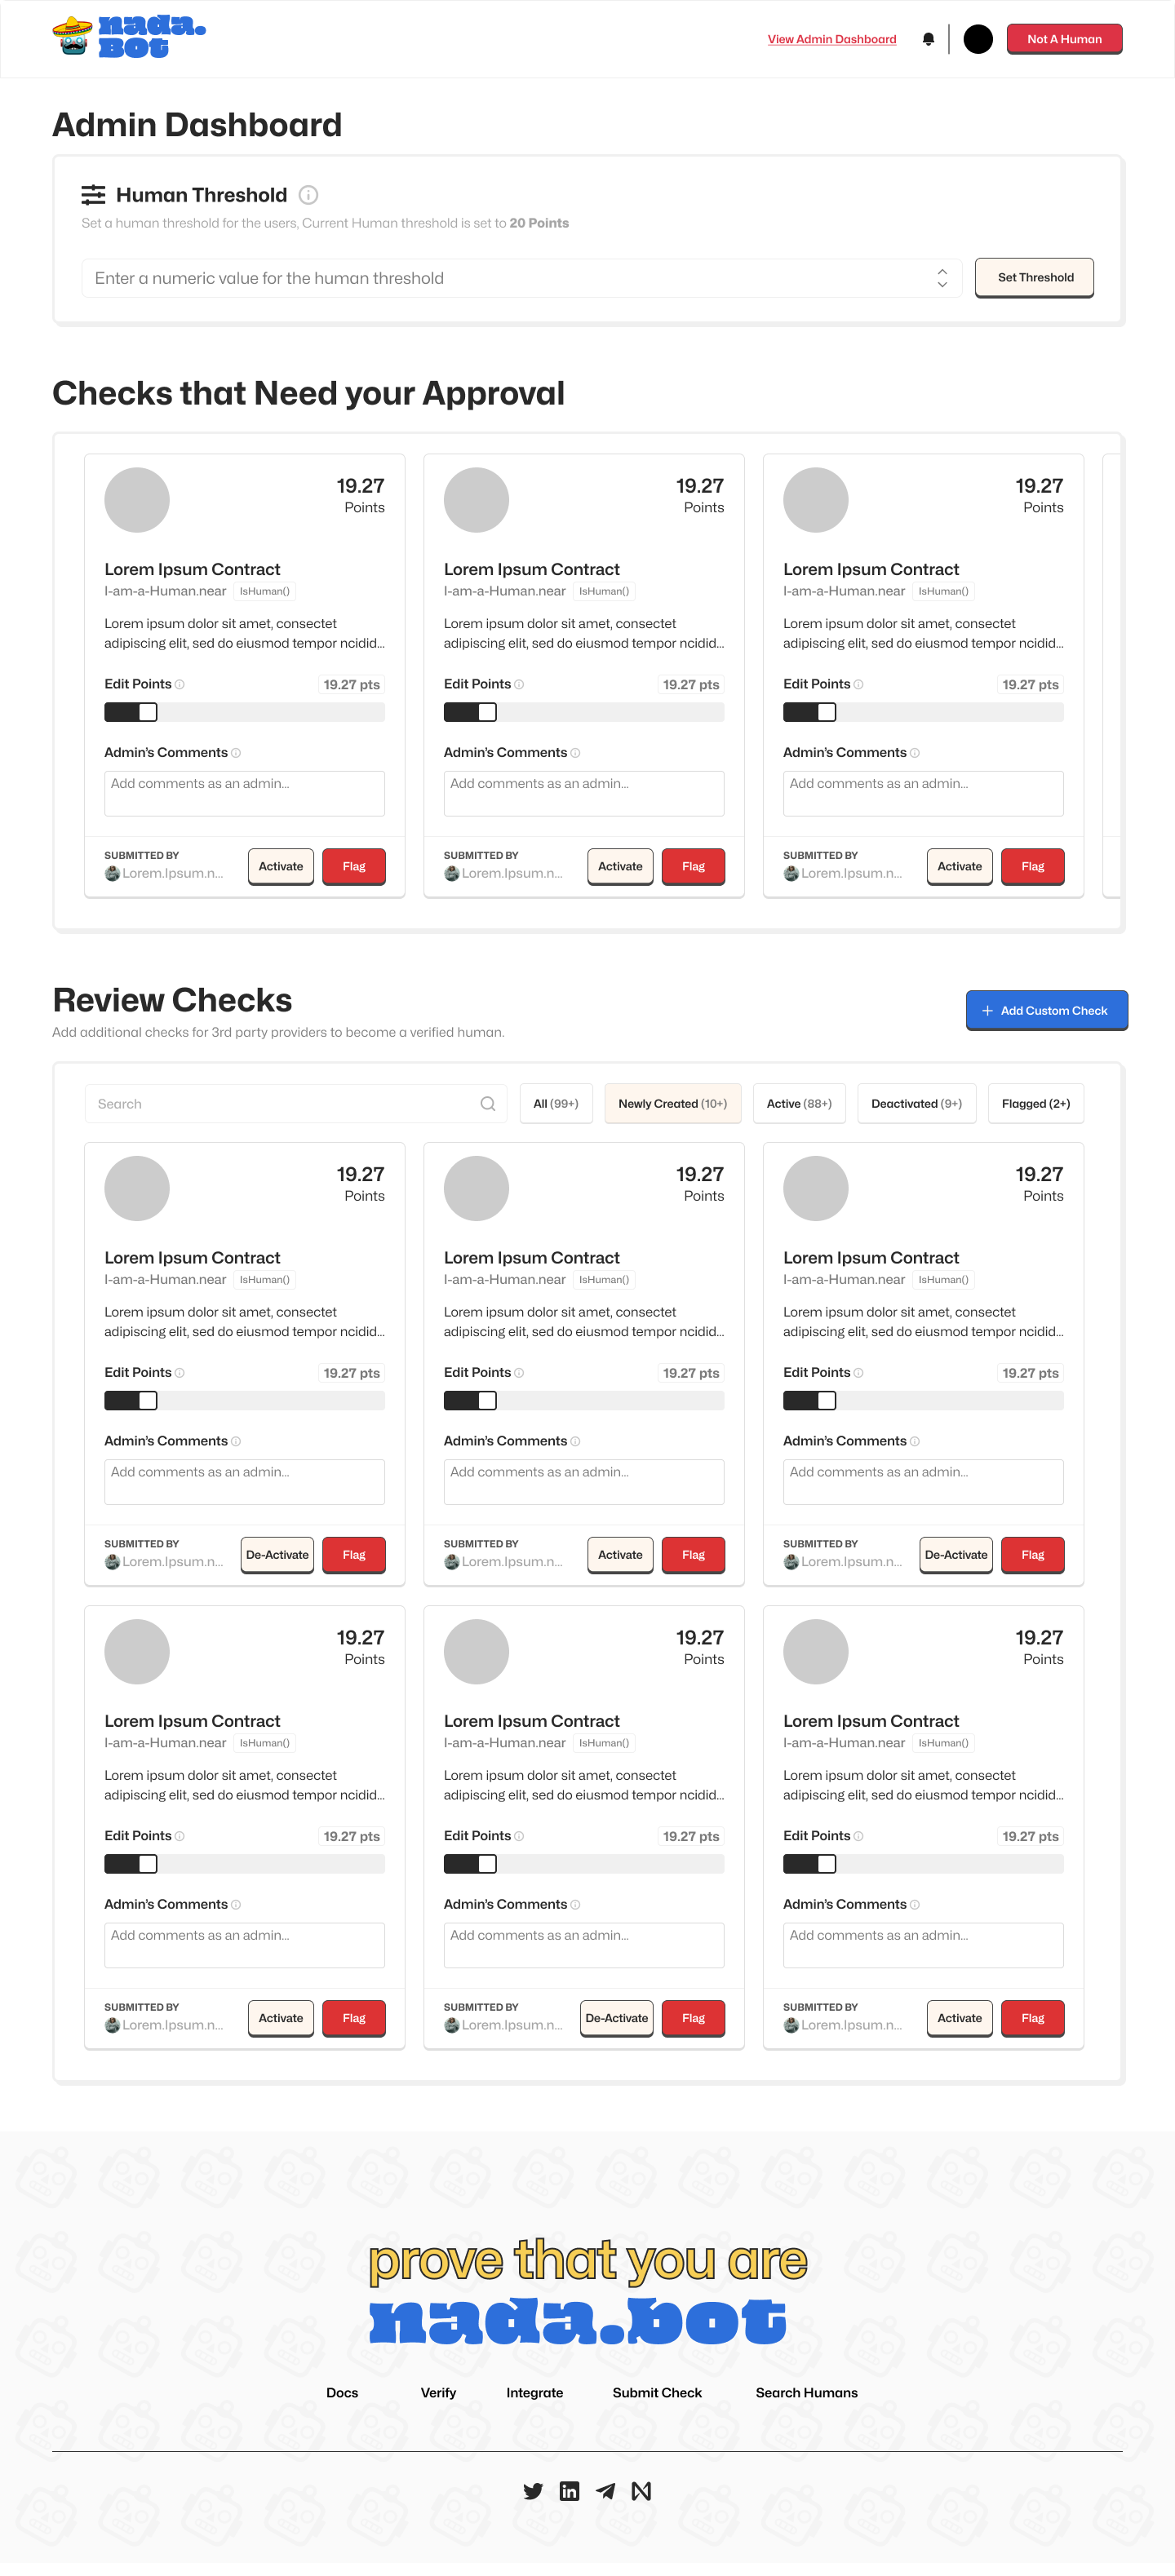 nada.
BOT
View Admin Dashboard
Not A Human
Admin Dashboard
Human Threshold
Set a human threshold for the users, Current Human threshold is set to 20 Points
Enter a numeric value for the human threshold
Set Threshold
Checks that Need your Approval
19.27
Points
Lorem Ipsum Contract
I-am-a-Human.near IsHuman()
Lorem ipsum dolor sit amet, consectet
adipiscing elit, sed do eiusmod tempor ncidid...
Edit Points 19.27 pts
Admin's Comments
Add comments as an admin...
SUBMITTED BY
Lorem.Ipsum.n...
Activate
Flag
19.27
Points
Lorem Ipsum Contract
I-am-a-Human.near IsHuman()
Lorem ipsum dolor sit amet, consectet
adipiscing elit, sed do eiusmod tempor ncidid...
Edit Points 19.27 pts
Admin's Comments
Add comments as an admin...
SUBMITTED BY
Lorem.Ipsum.n...
Activate
Flag
19.27
Points
Lorem Ipsum Contract
I-am-a-Human.near IsHuman()
Lorem ipsum dolor sit amet, consectet
adipiscing elit, sed do eiusmod tempor ncidid...
Edit Points 19.27 pts
Admin's Comments
Add comments as an admin...
SUBMITTED BY
Lorem.Ipsum.n...
Activate
Flag
Review Checks
Add additional checks for 3rd party providers to become a verified human.
Add Custom Check
Search
All (99+)
Newly Created (10+)
Active (88+)
Deactivated (9+)
Flagged (2+)
19.27
Points
Lorem Ipsum Contract
I-am-a-Human.near IsHuman()
Lorem ipsum dolor sit amet, consectet
adipiscing elit, sed do eiusmod tempor ncidid...
Edit Points 19.27 pts
Admin's Comments
Add comments as an admin...
SUBMITTED BY
Lorem.Ipsum.n...
De-Activate
Flag
19.27
Points
Lorem Ipsum Contract
I-am-a-Human.near IsHuman()
Lorem ipsum dolor sit amet, consectet
adipiscing elit, sed do eiusmod tempor ncidid...
Edit Points 19.27 pts
Admin's Comments
Add comments as an admin...
SUBMITTED BY
Lorem.Ipsum.n...
Activate
Flag
19.27
Points
Lorem Ipsum Contract
I-am-a-Human.near IsHuman()
Lorem ipsum dolor sit amet, consectet
adipiscing elit, sed do eiusmod tempor ncidid...
Edit Points 19.27 pts
Admin's Comments
Add comments as an admin...
SUBMITTED BY
Lorem.Ipsum.n...
De-Activate
Flag
19.27
Points
Lorem Ipsum Contract
I-am-a-Human.near IsHuman()
Lorem ipsum dolor sit amet, consectet
adipiscing elit, sed do eiusmod tempor ncidid...
Edit Points 19.27 pts
Admin's Comments
Add comments as an admin...
SUBMITTED BY
Lorem.Ipsum.n...
Activate
Flag
19.27
Points
Lorem Ipsum Contract
I-am-a-Human.near IsHuman()
Lorem ipsum dolor sit amet, consectet
adipiscing elit, sed do eiusmod tempor ncidid...
Edit Points 19.27 pts
Admin's Comments
Add comments as an admin...
SUBMITTED BY
Lorem.Ipsum.n...
De-Activate
Flag
19.27
Points
Lorem Ipsum Contract
I-am-a-Human.near IsHuman()
Lorem ipsum dolor sit amet, consectet
adipiscing elit, sed do eiusmod tempor ncidid...
Edit Points 19.27 pts
Admin's Comments
Add comments as an admin...
SUBMITTED BY
Lorem.Ipsum.n...
Activate
Flag
prove that you are
nada.bot
Docs
Verify
Integrate
Submit Check
Search Humans